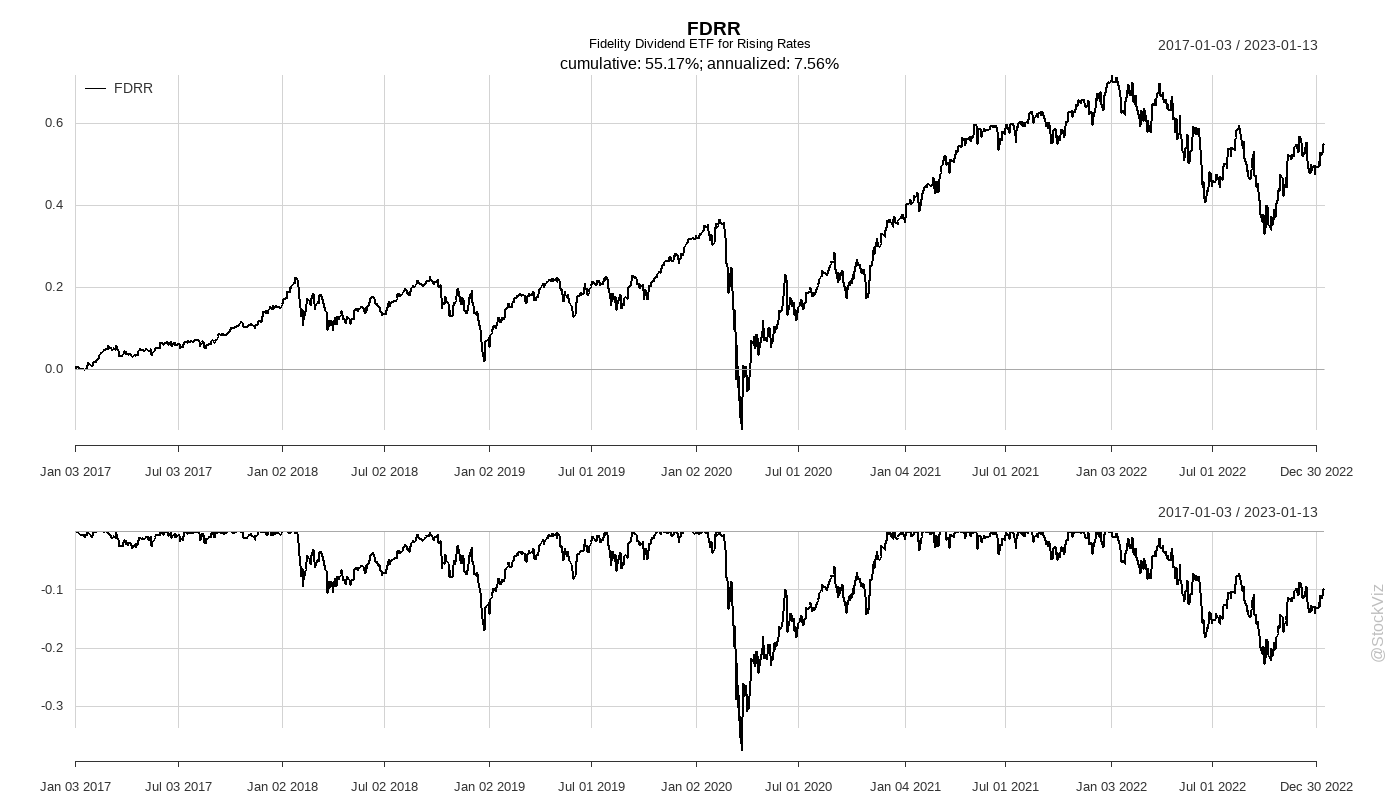 FDRR
Fidelity Dividend ETF for Rising Rates
2017-01-03 / 2023-01-13
cumulative: 55.17%; annualized: 7.56%
FDRR
0.6
0.4
0.2
0.0
Jan 03 2017 Jul 03 2017 Jan 02 2018 Jul 02 2018 Jan 02 2019 Jul 01 2019 Jan 02 2020 Jul 01 2020 Jan 04 2021 Jul 01 2021 Jan 03 2022 Jul 01 2022 Dec 30 2022
2017-01-03 / 2023-01-13
-0.1
-0.2
-0.3
Jan 03 2017 Jul 03 2017 Jan 02 2018 Jul 02 2018 Jan 02 2019 Jul 01 2019 Jan 02 2020 Jul 01 2020 Jan 04 2021 Jul 01 2021 Jan 03 2022 Jul 01 2022 Dec 30 2022
@StockViz